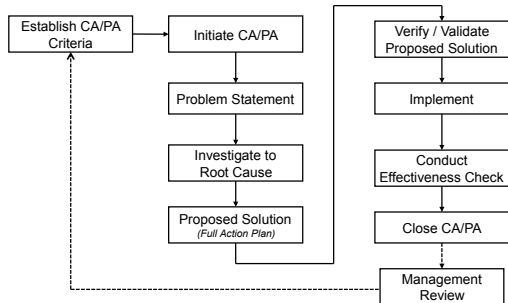 Establish CA/PA
Criteria
Initiate CA/PA
Problem Statement
Investigate to
Root Cause
Proposed Solution
(Full Action Plan)
Verify / Validate
Proposed Solution
Implement
Conduct
Effectiveness Check
Close CA/PA
Management
Review